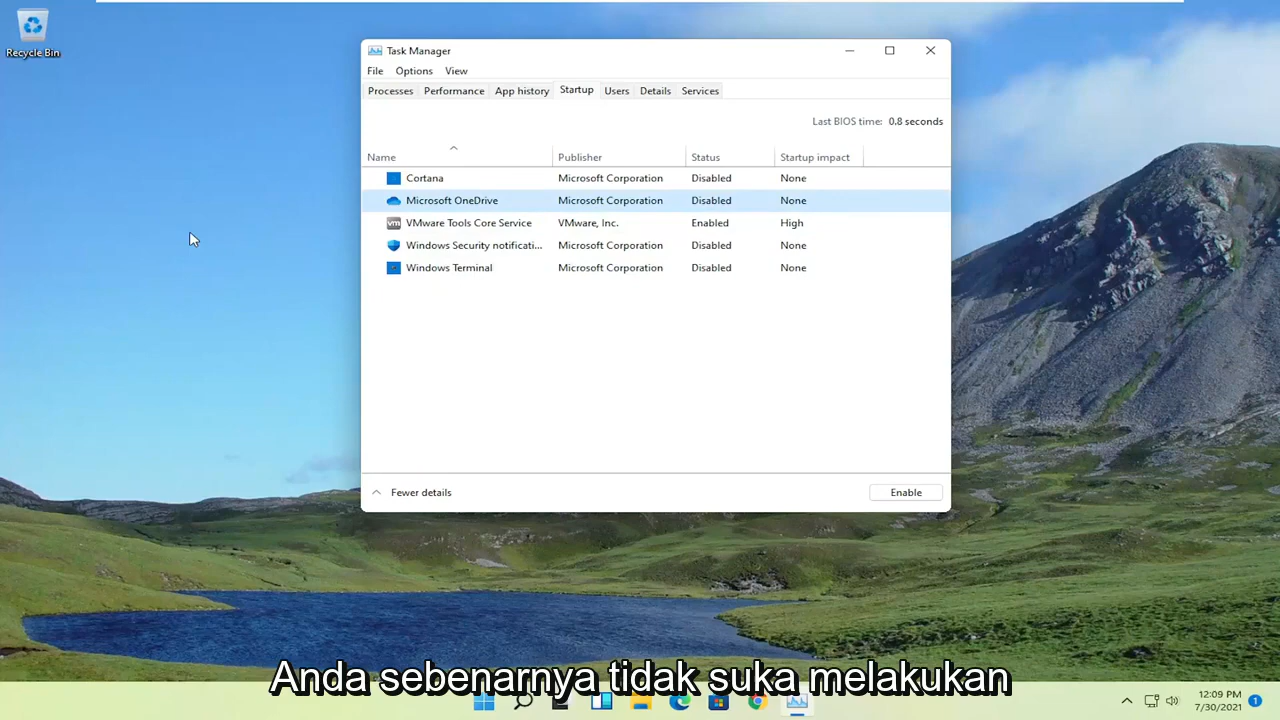 Recycle Bin
Task Manager
File Options View
Processes Performance App history Startup Users Details Services
Last BIOS time: 0.8 seconds
Name Publisher Status Startup impact
Cortana Microsoft Corporation Disabled None
Microsoft OneDrive Microsoft Corporation Disabled None
vm VMware Tools Core Service VMware, Inc. Enabled High
Windows Security notificati... Microsoft Corporation Disabled None
Windows Terminal Microsoft Corporation Disabled None
Fewer details Enable
Anda sebenarnya tidak suka melakukan
12:09 PM
7/30/2021
1